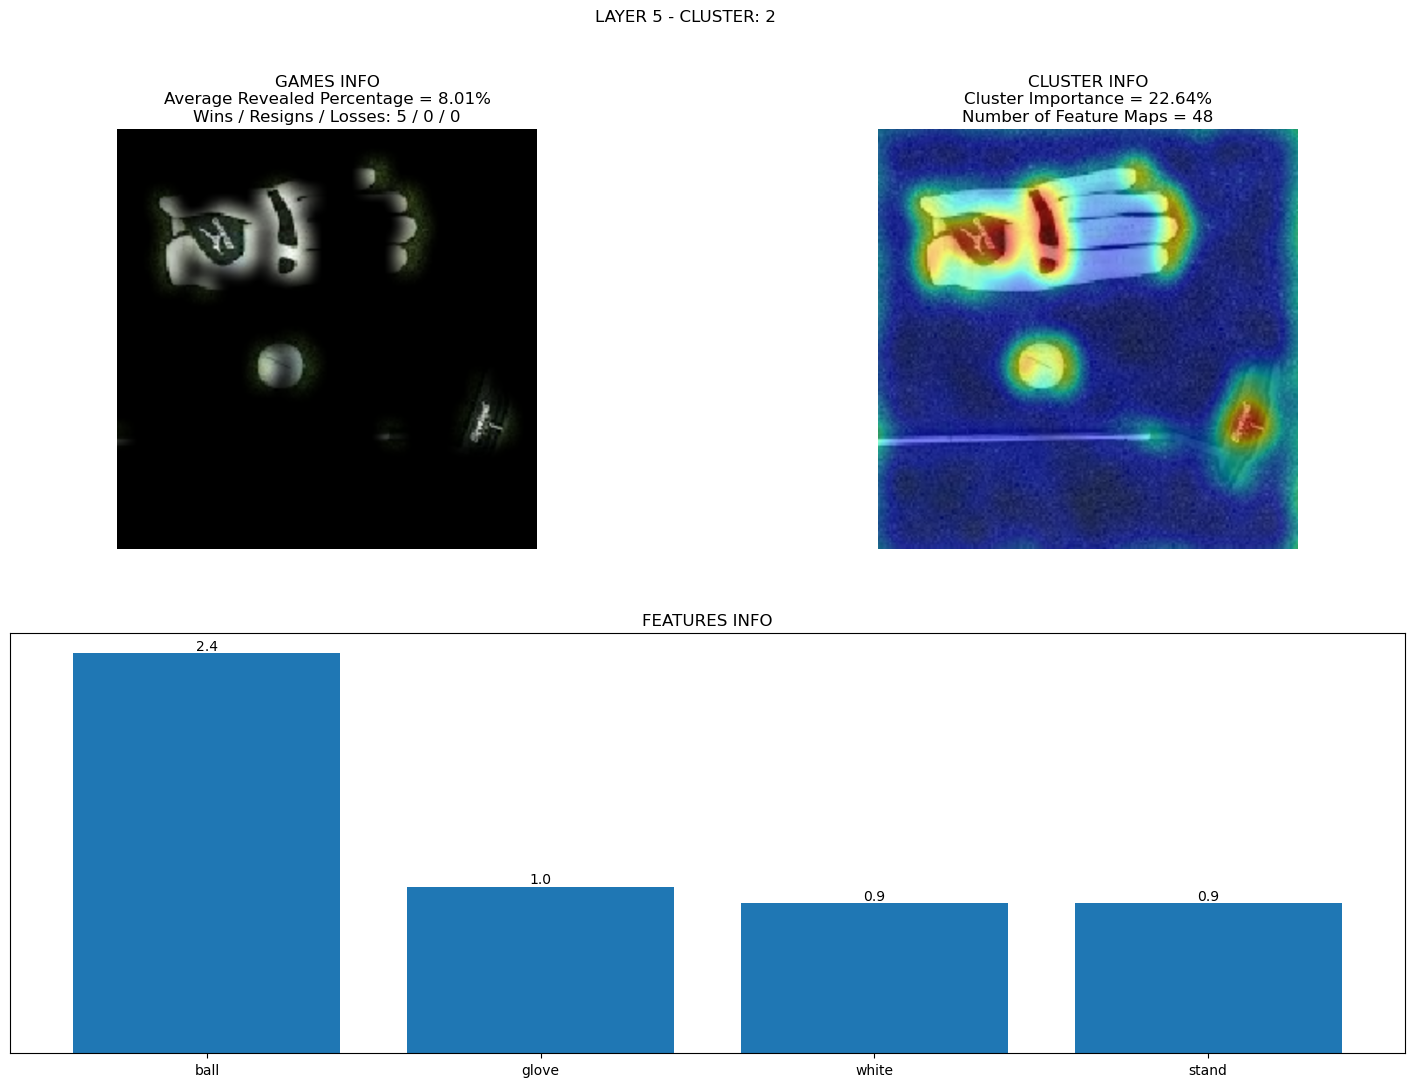 LAYER 5 - CLUSTER: 2
GAMES INFO
Average Revealed Percentage = 8.01%
Wins / Resigns / Losses: 5 / 0 / 0
CLUSTER INFO
Cluster Importance = 22.64%
Number of Feature Maps = 48
FEATURES INFO
2.4
1.0
0.9
0.9
ball
glove
white
stand